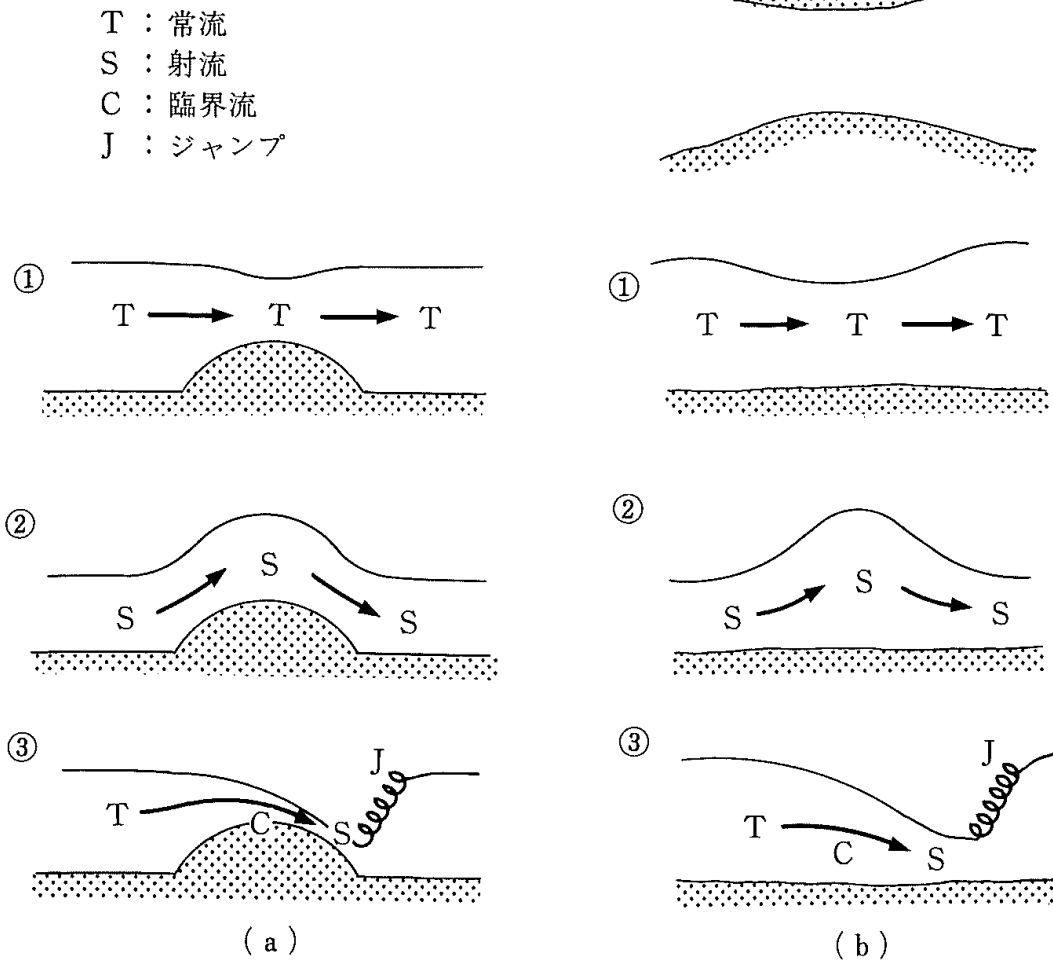 T : 常流
S : 射流
C : 臨界流
J : ジャンプ
①
T T T
②
S S S
③
T C S J
(a)
①
T T T
②
S S S
③
T C S J
(b)